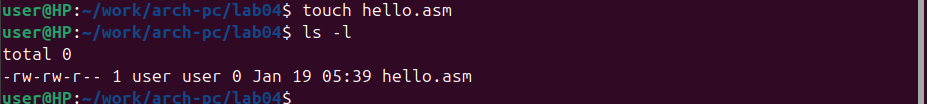 user@HP:~/work/arch-pc/lab04$ touch hello.asm
user@HP:~/work/arch-pc/lab04$ ls -l
total 0
-rw-rw-r-- 1 user user 0 Jan 19 05:39 hello.asm
user@HP:~/work/arch-pc/lab04$